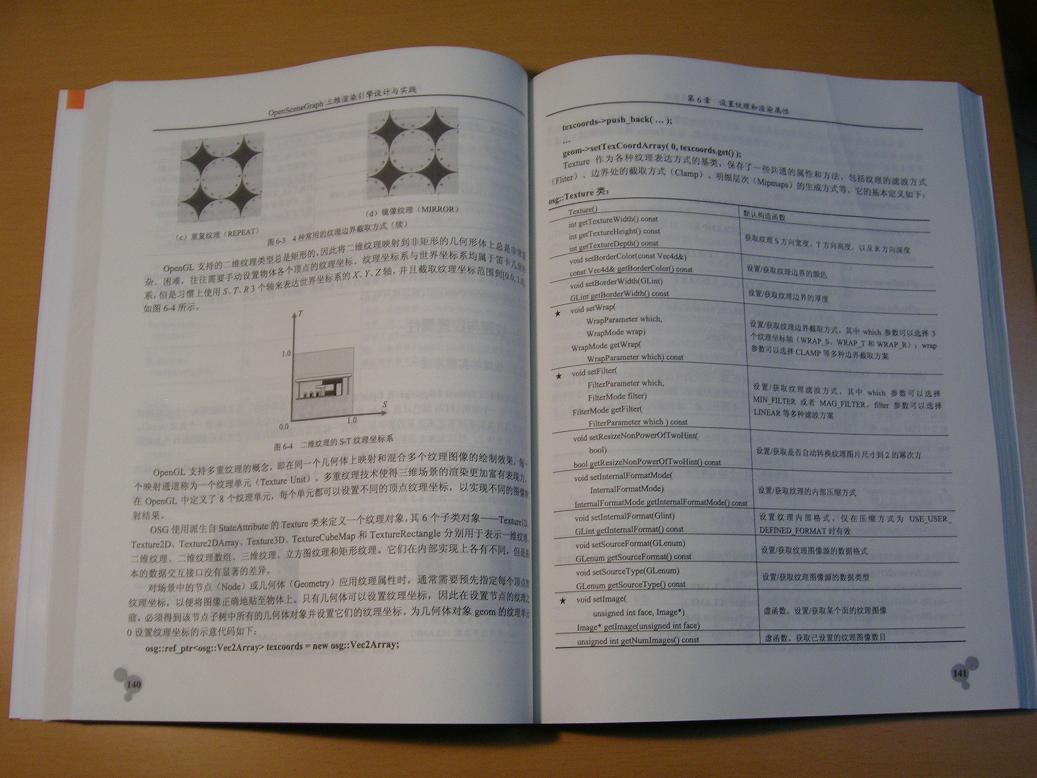 OpenSceneGraph 三维渲染引擎设计与实践
（c）重复纹理（REPEAT）
（d）镜像纹理（MIRROR）
图 6-3 4 种常用的纹理边界截取方式（续）
OpenGL 支持的二维纹理类型总是矩形的，因此将二维纹理映射到非矩形的几何形体上总是
杂、困难，往往需要手动设置物体各个顶点的纹理坐标。纹理坐标系与世界坐标系均属于笛卡
系，但是习惯上使用 S、T、R 3 个轴来表达世界坐标系的 X、Y、Z 轴，并且截取纹理坐标范围到[0.0, 1.0]，
如图 6-4 所示。
T
1.0
0.0
1.0
S
图 6-4 二维纹理的 S-T 纹理坐标系
OpenGL 支持多重纹理的概念，即在同一个几何体上映射和混合多个纹理图像的绘制效果，每一
个映射通道称为一个纹理单元（Texture Unit）。多重纹理技术使得三维场景的渲染更加富有表现力，
在 OpenGL 中定义了 8 个纹理单元，每个单元都可以设置不同的顶点纹理坐标，以实现不同的图像
射结果。
OSG 使用派生自 StateAttribute 的 Texture 类来定义一个纹理对象，其 6 个子类对象——Texture1D、
Texture2D、Texture2DArray、Texture3D、TextureCubeMap 和 TextureRectangle 分别用于表示一维纹理、
二维纹理、二维纹理数组、三维纹理、立方图纹理和矩形纹理。它们在内部实现上各有不同，但是基
本的数据交互接口没有显著的差异。
对场景中的节点（Node）或几何体（Geometry）应用纹理属性时，通常需要预先指定每个顶点的
纹理坐标，以便将图像正确地贴至物体上。只有几何体可以设置纹理坐标，因此在设置节点的纹理之
前，必须得到该节点子树中所有的几何体对象并设置它们的纹理坐标。为几何体对象 geom 的纹理单元
0 设置纹理坐标的示意代码如下：
osg::ref_ptr<osg::Vec2Array> texcoords = new osg::Vec2Array;
140
第 6 章 设置纹理和渲染属性
texcoords->push_back( … );
…
geom->setTexCoordArray( 0, texcoords.get() );
Texture 作为各种纹理表达方式的基类，保存了一些共通的属性和方法，包括纹理的滤波方式
（Fliter）、边界处的截取方式（Clamp）、明细层次（Mipmaps）的生成方式等，它的基本定义如下：
osg::Texture 类：
Texture() 默认构造函数
int getTextureWidth() const
int getTextureHeight() const
int getTextureDepth() const
获取纹理 S 方向宽度、T 方向高度，以及 R 方向深度
void setBorderColor(const Vec4d&)
const Vec4d& getBorderColor() const
设置/获取纹理边界的颜色
void setBorderWidth(GLint)
GLint getBorderWidth() const
设置/获取纹理边界的厚度
★ void setWrap(
WrapParameter which,
WrapMode wrap)
WrapMode getWrap(
WrapParameter which) const
设置/获取纹理边界截取方式，其中 which 参数可以选择 3
个纹理坐标轴（WRAP_S、WRAP_T 和 WRAP_R）；wrap
参数可以选择 CLAMP 等多种边界截取方案
★ void setFilter(
FilterParameter which,
FilterMode filter)
FilterMode getFilter(
FilterParameter which ) const
设置/获取纹理滤波方式，其中 which 参数可以选择
MIN_FILTER 或者 MAG_FILTER，filter 参数可以选择
LINEAR 等多种滤波方案
void setResizeNonPowerOfTwoHint(
bool)
bool getResizeNonPowerOfTwoHint() const
设置/获取是否自动转换纹理图片尺寸到 2 的幂次方
void setInternalFormatMode(
InternalFormatMode)
InternalFormatMode getInternalFormatMode() const
设置/获取纹理的内部压缩方式
void setInternalFormat(Glint)
GLint getInternalFormat() const
设置纹理内部格式，仅在压缩方式为 USE_USER_
DEFINED_FORMAT 时有效
void setSourceFormat(GLenum)
GLenum getSourceFormat() const
设置/获取纹理图像源的数据格式
void setSourceType(GLenum)
GLenum getSourceType() const
设置/获取纹理图像源的数据类型
★ void setImage(
unsigned int face, Image*)
Image* getImage(unsigned int face)
虚函数，设置/获取某个面的纹理图像
unsigned int getNumImages() const
虚函数，获取已设置的纹理图像数目
141